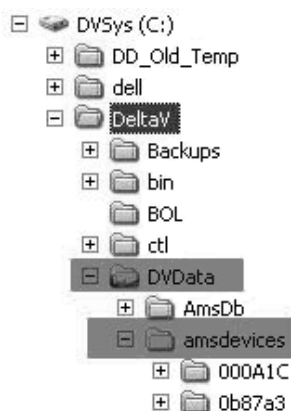 DVSys (C:)
DD_Old_Temp
dell
DeltaV
Backups
bin
BOL
ctl
DVData
AmsDb
amsdevices
000A1C
0b87a3